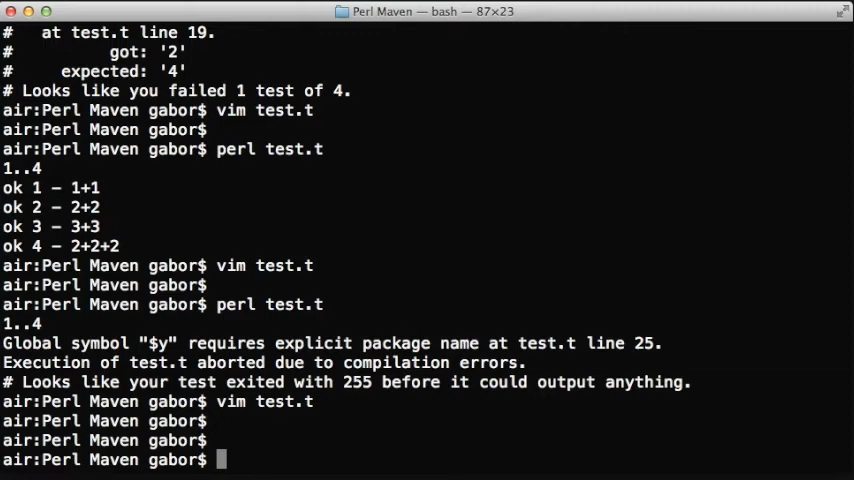 Perl Maven — bash — 87×23
#   at test.t line 19.
#          got: '2'
#     expected: '4'
# Looks like you failed 1 test of 4.
air:Perl Maven gabor$ vim test.t
air:Perl Maven gabor$
air:Perl Maven gabor$ perl test.t
1..4
ok 1 - 1+1
ok 2 - 2+2
ok 3 - 3+3
ok 4 - 2+2+2
air:Perl Maven gabor$ vim test.t
air:Perl Maven gabor$
air:Perl Maven gabor$ perl test.t
1..4
Global symbol "$y" requires explicit package name at test.t line 25.
Execution of test.t aborted due to compilation errors.
# Looks like your test exited with 255 before it could output anything.
air:Perl Maven gabor$ vim test.t
air:Perl Maven gabor$
air:Perl Maven gabor$
air:Perl Maven gabor$